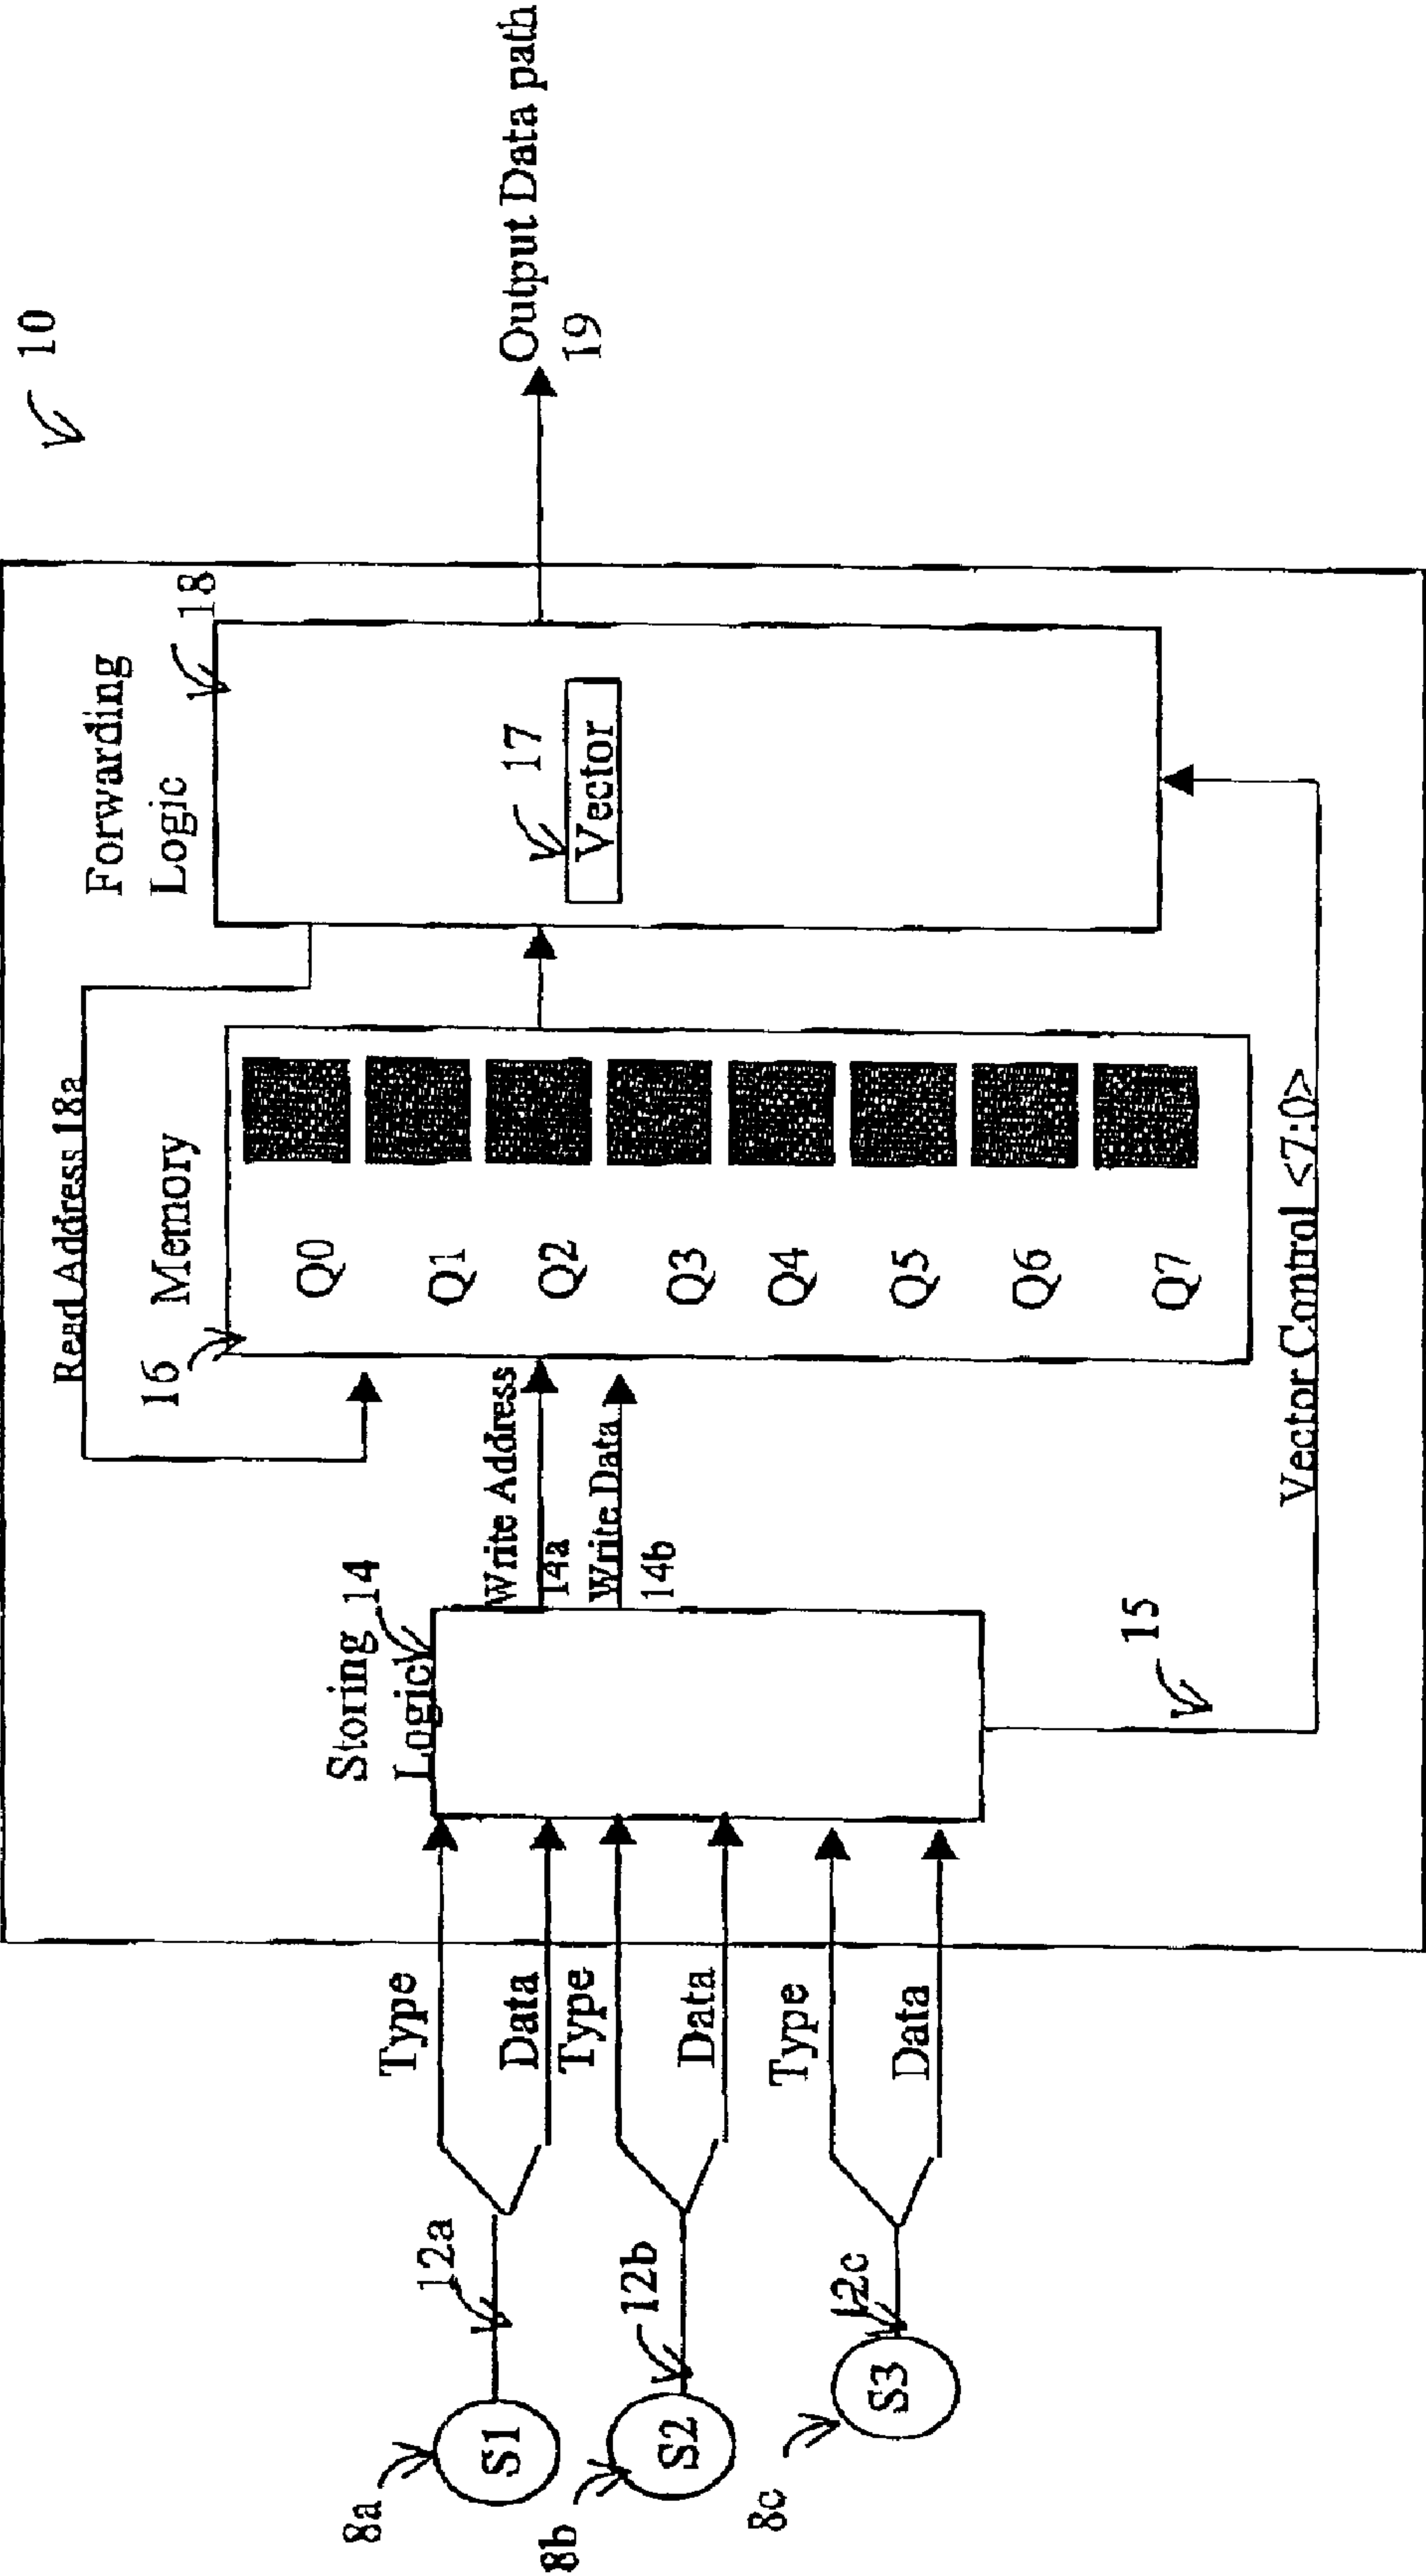 10
Forwarding
Logic
18
Read Address 18a
16
Memory
Storing
Logic
14
Vector
17
Output Data path
19
Q0
Q1
Q2
Q3
Q4
Q5
Q6
Q7
Write Address
14a
Write Data
14b
Type
Data
Type
Data
Type
Data
12a
12b
12c
8a
S1
8b
S2
8c
S3
15
Vector Control <7:0>